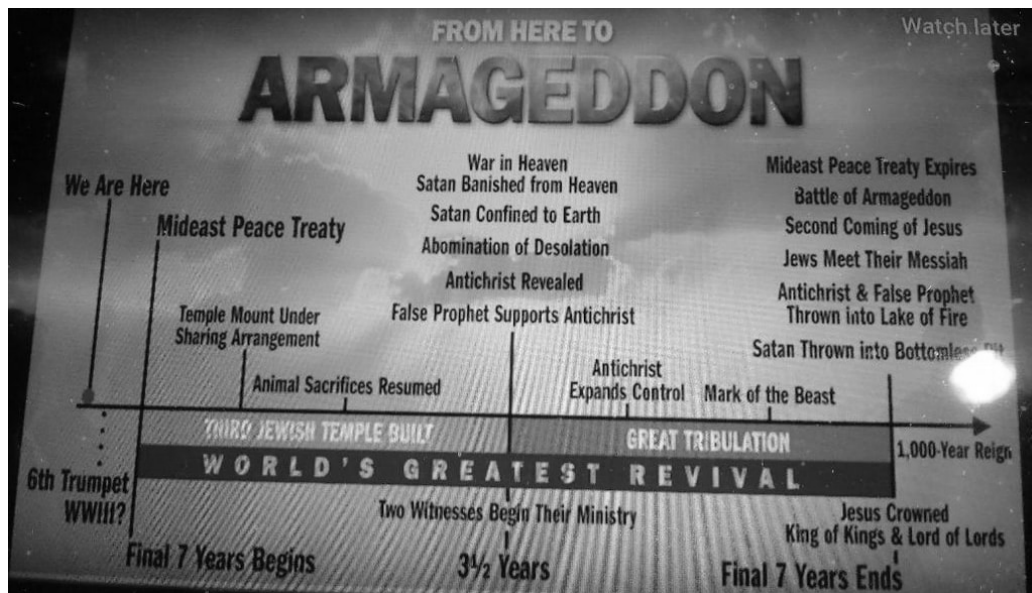 FROM HERE TO
Watch later
ARMAGEDDON
We Are Here
Mideast Peace Treaty
Temple Mount Under
Sharing Arrangement
Animal Sacrifices Resumed
War in Heaven
Satan Banished from Heaven
Satan Confined to Earth
Abomination of Desolation
Antichrist Revealed
False Prophet Supports Antichrist
Antichrist
Expands Control
Mark of the Beast
Mideast Peace Treaty Expires
Battle of Armageddon
Second Coming of Jesus
Jews Meet Their Messiah
Antichrist & False Prophet
Thrown into Lake of Fire
Satan Thrown into Bottomless Pit
THIRD JEWISH TEMPLE BUILT
GREAT TRIBULATION
1,000-Year Reign
WORLD'S GREATEST REVIVAL
6th Trumpet
WWIII?
Two Witnesses Begin Their Ministry
Jesus Crowned
King of Kings & Lord of Lords
Final 7 Years Begins
3½ Years
Final 7 Years Ends